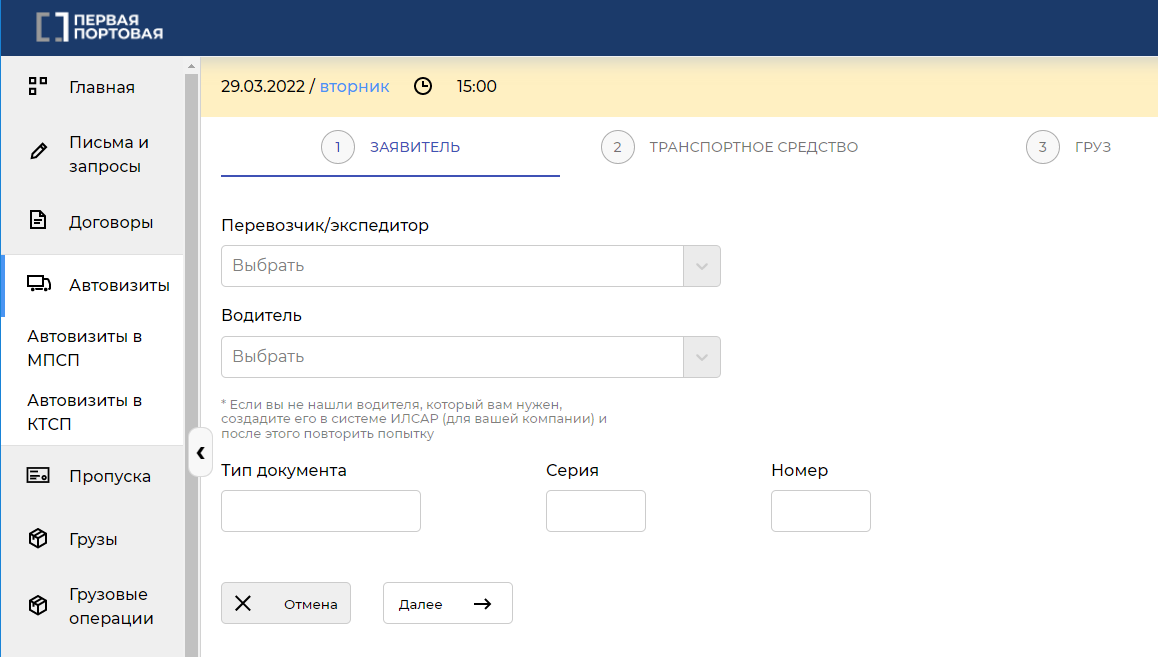 ПЕРВАЯ
ПОРТОВАЯ
Главная
Письма и
запросы
Договоры
Автовизиты
Автовизиты в
МПСП
Автовизиты в
КТСП
Пропуска
Грузы
Грузовые
операции
29.03.2022 / вторник 15:00
1 ЗАЯВИТЕЛЬ 2 ТРАНСПОРТНОЕ СРЕДСТВО 3 ГРУЗ
Перевозчик/экспедитор
Выбрать
Водитель
Выбрать
* Если вы не нашли водителя, который вам нужен,
создадите его в системе ИЛСАР (для вашей компании) и
после этого повторить попытку
Тип документа Серия Номер
Отмена Далее